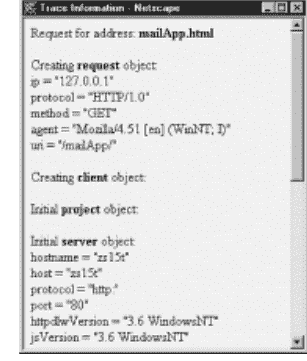 Trace Information - Netscape
Request for address: mailApp.html
Creating request object:
ip = "127.0.0.1"
protocol = "HTTP/1.0"
method = "GET"
agent = "Mozilla/4.51 [en] (WinNT; I)"
uri = "/mailApp/"
Creating client object:
Initial project object:
Initial server object:
hostname = "zs15t"
host = "zs15t"
protocol = "http:"
port = "80"
httpdlwVersion = "3.6 WindowsNT"
jsVersion = "3.6 WindowsNT"